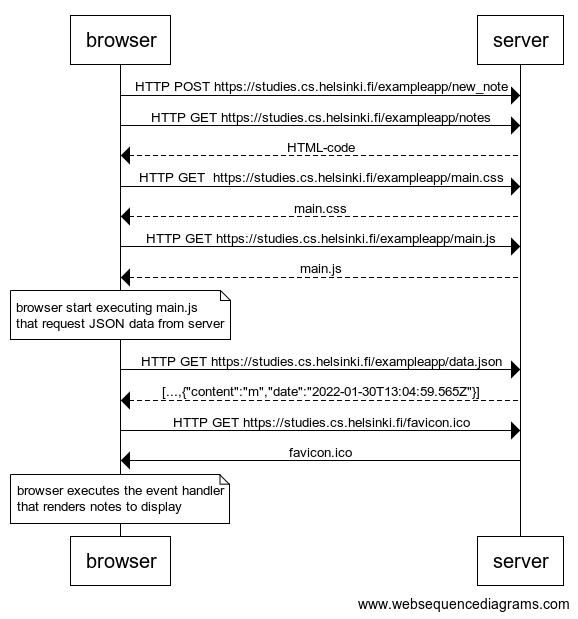 browser server
HTTP POST https://studies.cs.helsinki.fi/exampleapp/new_note
HTTP GET https://studies.cs.helsinki.fi/exampleapp/notes
HTML-code
HTTP GET  https://studies.cs.helsinki.fi/exampleapp/main.css
main.css
HTTP GET https://studies.cs.helsinki.fi/exampleapp/main.js
main.js
browser start executing main.js
that request JSON data from server
HTTP GET https://studies.cs.helsinki.fi/exampleapp/data.json
[...,{"content":"m","date":"2022-01-30T13:04:59.565Z"}]
HTTP GET https://studies.cs.helsinki.fi/favicon.ico
favicon.ico
browser executes the event handler
that renders notes to display
browser server
www.websequencediagrams.com